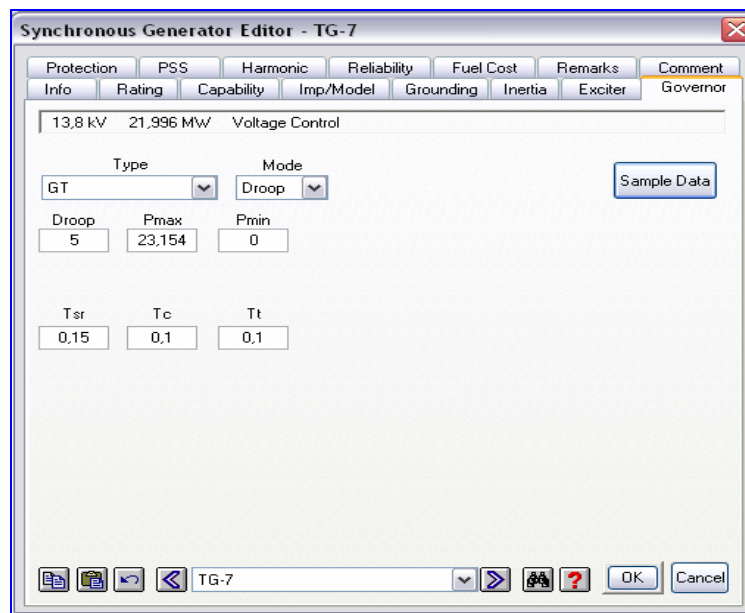 Synchronous Generator Editor - TG-7
Protection PSS Harmonic Reliability Fuel Cost Remarks Comment
Info Rating Capability Imp/Model Grounding Inertia Exciter Governor
13,8 kV 21,996 MW Voltage Control
Type Mode
GT Droop Sample Data
Droop Pmax Pmin
5 23,154 0
Tsr Tc Tt
0,15 0,1 0,1
TG-7 ? OK Cancel